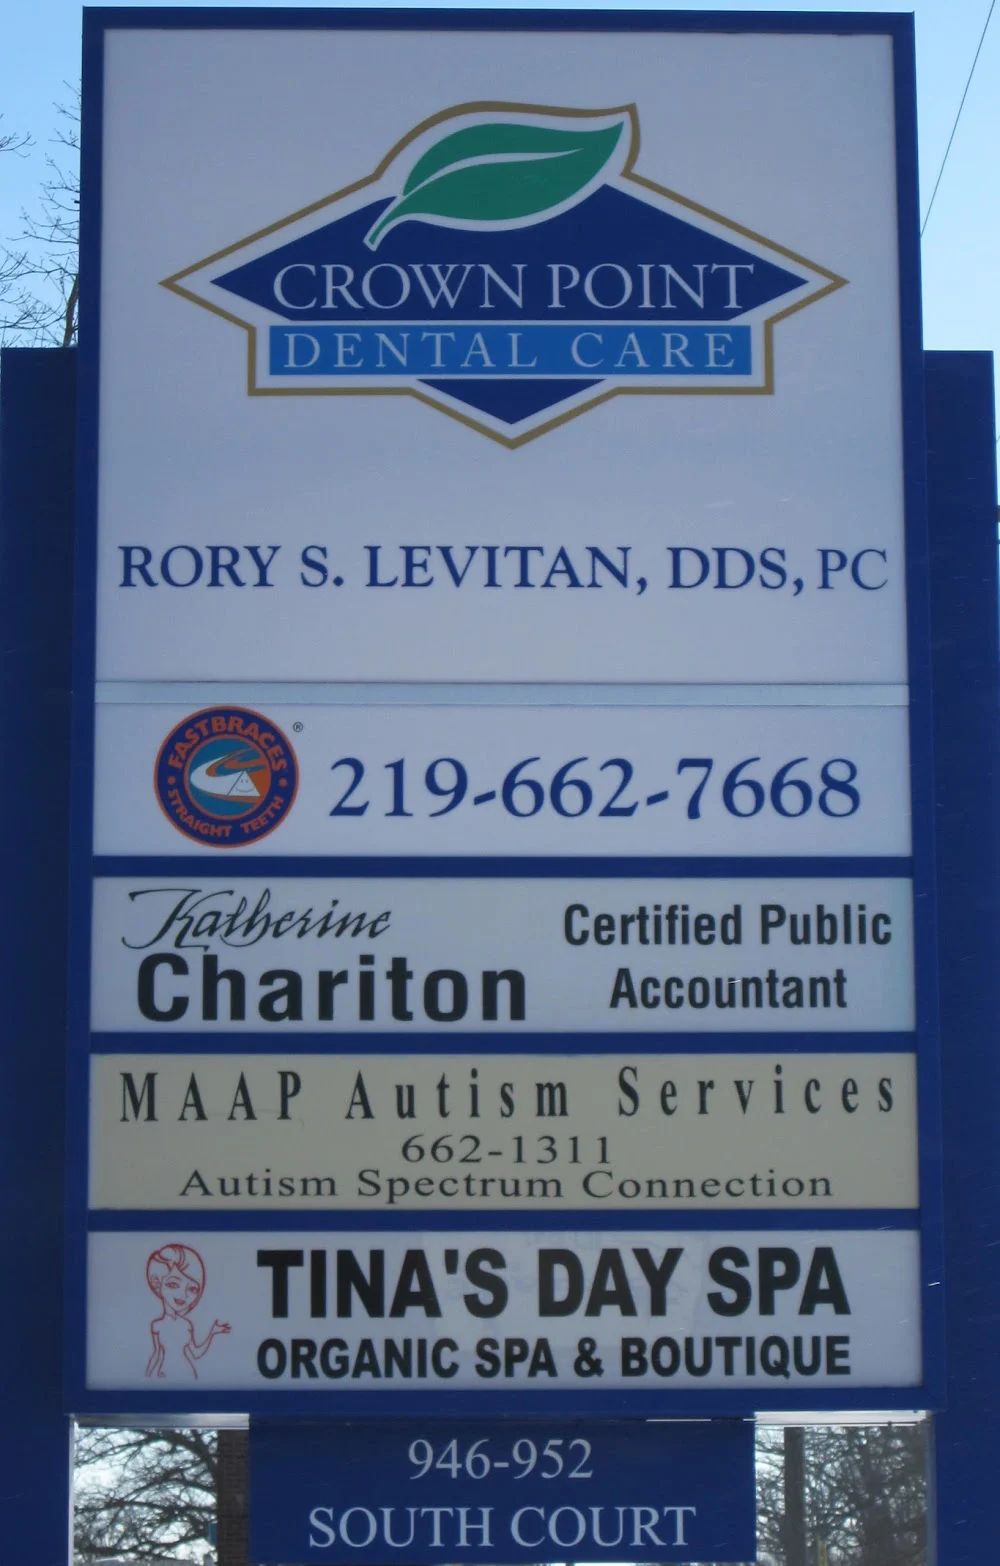 CROWN POINT
DENTAL CARE
RORY S. LEVITAN, DDS, PC
FASTBRACES ®
STRAIGHT TEETH
219-662-7668
Katherine
Chariton
Certified Public
Accountant
MAAP Autism Services
662-1311
Autism Spectrum Connection
TINA'S DAY SPA
ORGANIC SPA & BOUTIQUE
946-952
SOUTH COURT